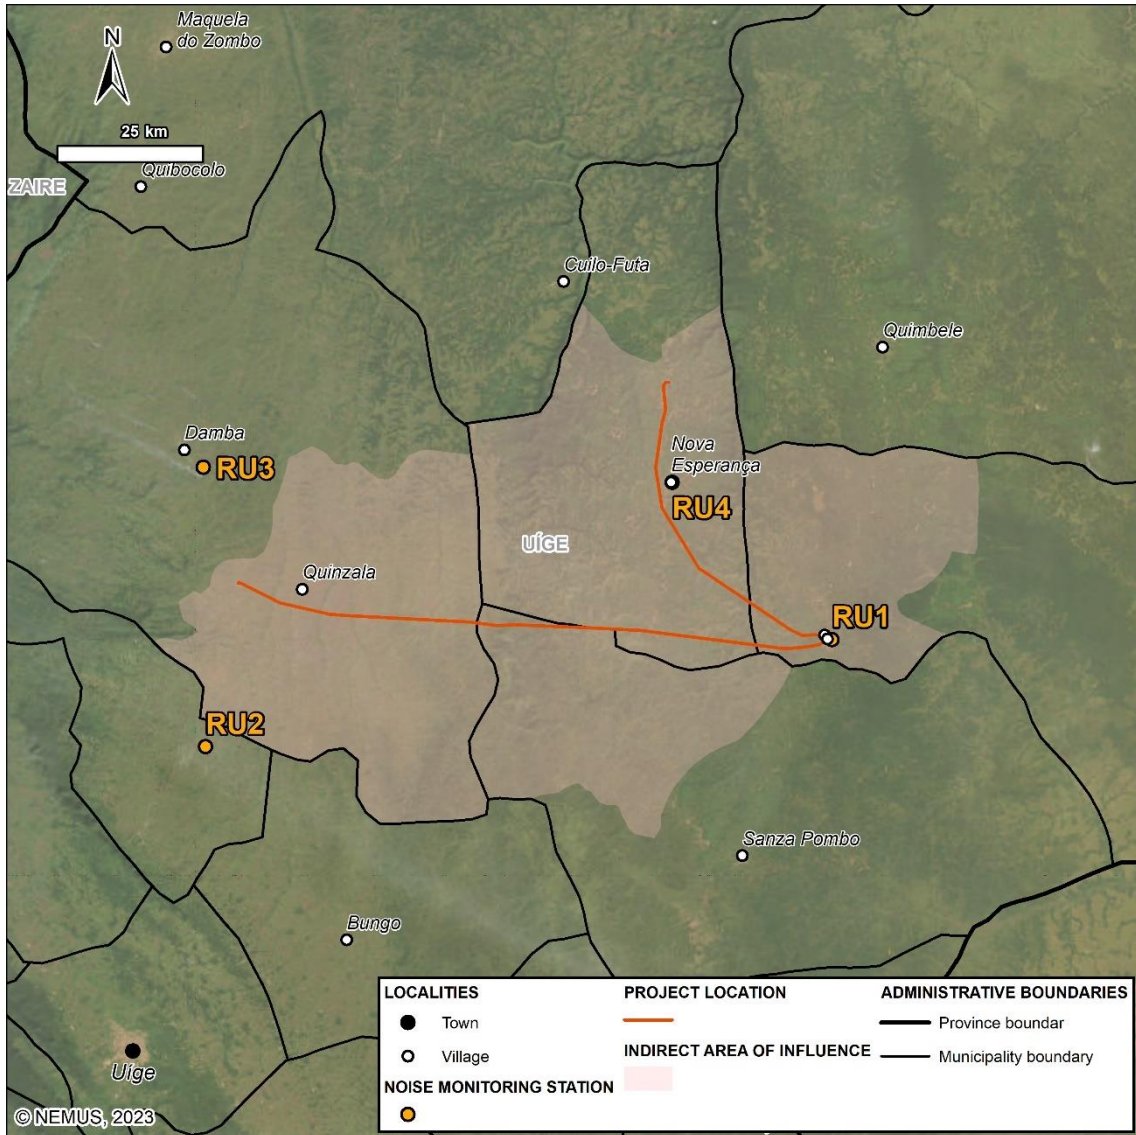 Maquela
do Zombo
N
25 km
Quibocolo
ZAIRE
Cuilo-Futa
Quimbele
Damba
RU3
Nova
Esperança
RU4
UÍGE
Quinzala
RU1
RU2
Sanza Pombo
Bungo
Uíge
© NEMUS, 2023
LOCALITIES
Town
Village
NOISE MONITORING STATION
PROJECT LOCATION
INDIRECT AREA OF INFLUENCE
ADMINISTRATIVE BOUNDARIES
Province boundar
Municipality boundary